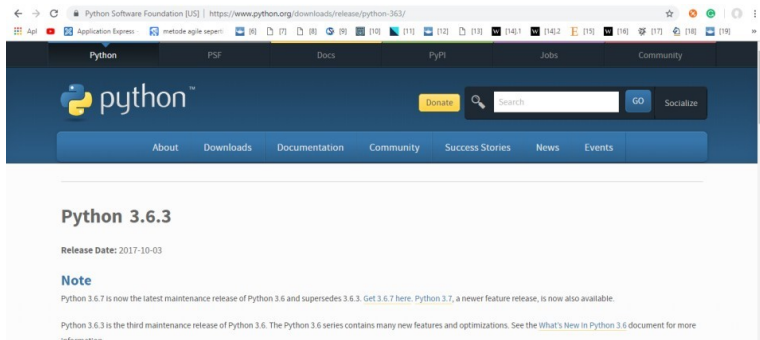 Python Software Foundation [US] | https://www.python.org/downloads/release/python-363/
Apl Application Express metode agile sepert [6] [7] [8] [9] [10] [11] [12] [13] [14].1 [14].2 [15] [16] [17] [18] [19] »
Python PSF Docs PyPI Jobs Community
python™
Donate Search GO Socialize
About Downloads Documentation Community Success Stories News Events
Python 3.6.3
Release Date: 2017-10-03
Note
Python 3.6.7 is now the latest maintenance release of Python 3.6 and supersedes 3.6.3. Get 3.6.7 here. Python 3.7, a newer feature release, is now also available.
Python 3.6.3 is the third maintenance release of Python 3.6. The Python 3.6 series contains many new features and optimizations. See the What's New In Python 3.6 document for more
information